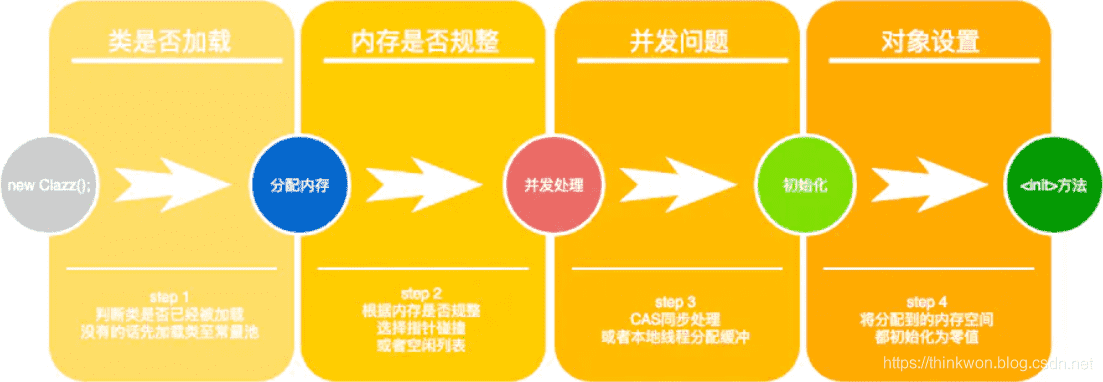 类是否加载
内存是否规整
并发问题
对象设置
new Clazz();
分配内存
并发处理
初始化
<init>方法
step 1
判断类是否已经被加载
没有的话先加载类至常量池
step 2
根据内存是否规整
选择指针碰撞
或者空闲列表
step 3
CAS同步处理
或者本地线程分配缓冲
step 4
将分配到的内存空间
都初始化为零值
https://thinkwon.blog.csdn.net